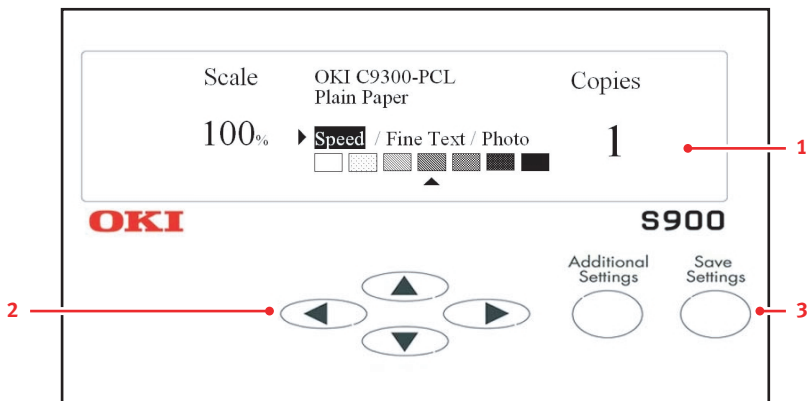 Scale
OKI C9300-PCL
Plain Paper
Copies
100%
Speed / Fine Text / Photo
1
1
OKI
S900
Additional
Settings
Save
Settings
2
3